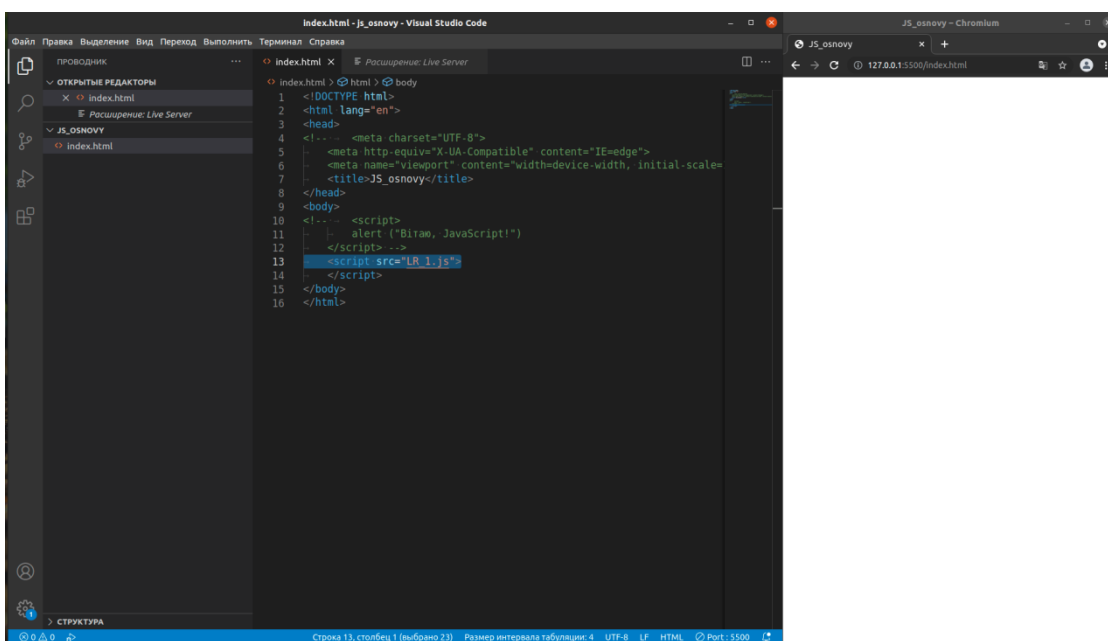 index.html - js_osnovy - Visual Studio Code
Файл Правка Выделение Вид Переход Выполнить Терминал Справка
ПРОВОДНИК
ОТКРЫТЫЕ РЕДАКТОРЫ
index.html
Расширение: Live Server
JS_OSNOVY
index.html
СТРУКТУРА
index.html Расширение: Live Server
index.html > html > body
1 <!DOCTYPE html>
2 <html lang="en">
3 <head>
4 <!-- <meta charset="UTF-8">
5 <meta http-equiv="X-UA-Compatible" content="IE=edge">
6 <meta name="viewport" content="width=device-width, initial-scale=
7 <title>JS_osnovy</title>
8 </head>
9 <body>
10 <!-- <script>
11 alert ("Вітаю, JavaScript!")
12 </script> -->
13 <script src="LR_1.js">
14 </script>
15 </body>
16 </html>
1
0 0 Строка 13, столбец 1 (выбрано 23) Размер интервала табуляции: 4 UTF-8 LF HTML Port : 5500
JS_osnovy – Chromium
JS_osnovy
127.0.0.1:5500/index.html